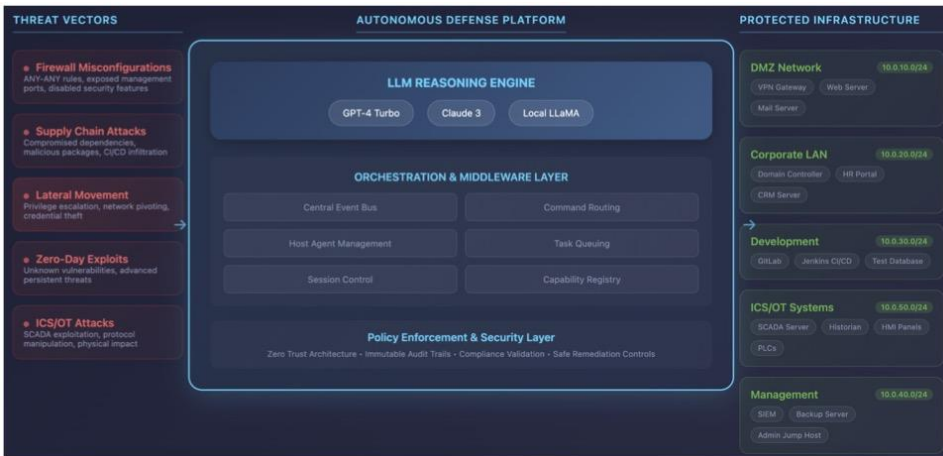 THREAT VECTORS
Firewall Misconfigurations
ANY-ANY rules, exposed management
ports, disabled security features
Supply Chain Attacks
Compromised dependencies,
malicious packages, CI/CD infiltration
Lateral Movement
Privilege escalation, network pivoting,
credential theft
Zero-Day Exploits
Unknown vulnerabilities, advanced
persistent threats
ICS/OT Attacks
SCADA exploitation, protocol
manipulation, physical impact
AUTONOMOUS DEFENSE PLATFORM
LLM REASONING ENGINE
GPT-4 Turbo
Claude 3
Local LLaMA
ORCHESTRATION & MIDDLEWARE LAYER
Central Event Bus
Command Routing
Host Agent Management
Task Queuing
Session Control
Capability Registry
Policy Enforcement & Security Layer
Zero Trust Architecture - Immutable Audit Trails - Compliance Validation - Safe Remediation Controls
PROTECTED INFRASTRUCTURE
DMZ Network 10.0.10.0/24
VPN Gateway Web Server
Mail Server
Corporate LAN 10.0.20.0/24
Domain Controller HR Portal
CRM Server
Development 10.0.30.0/24
GitLab Jenkins CI/CD Test Database
ICS/OT Systems 10.0.50.0/24
SCADA Server Historian HMI Panels
PLCs
Management 10.0.40.0/24
SIEM Backup Server
Admin Jump Host